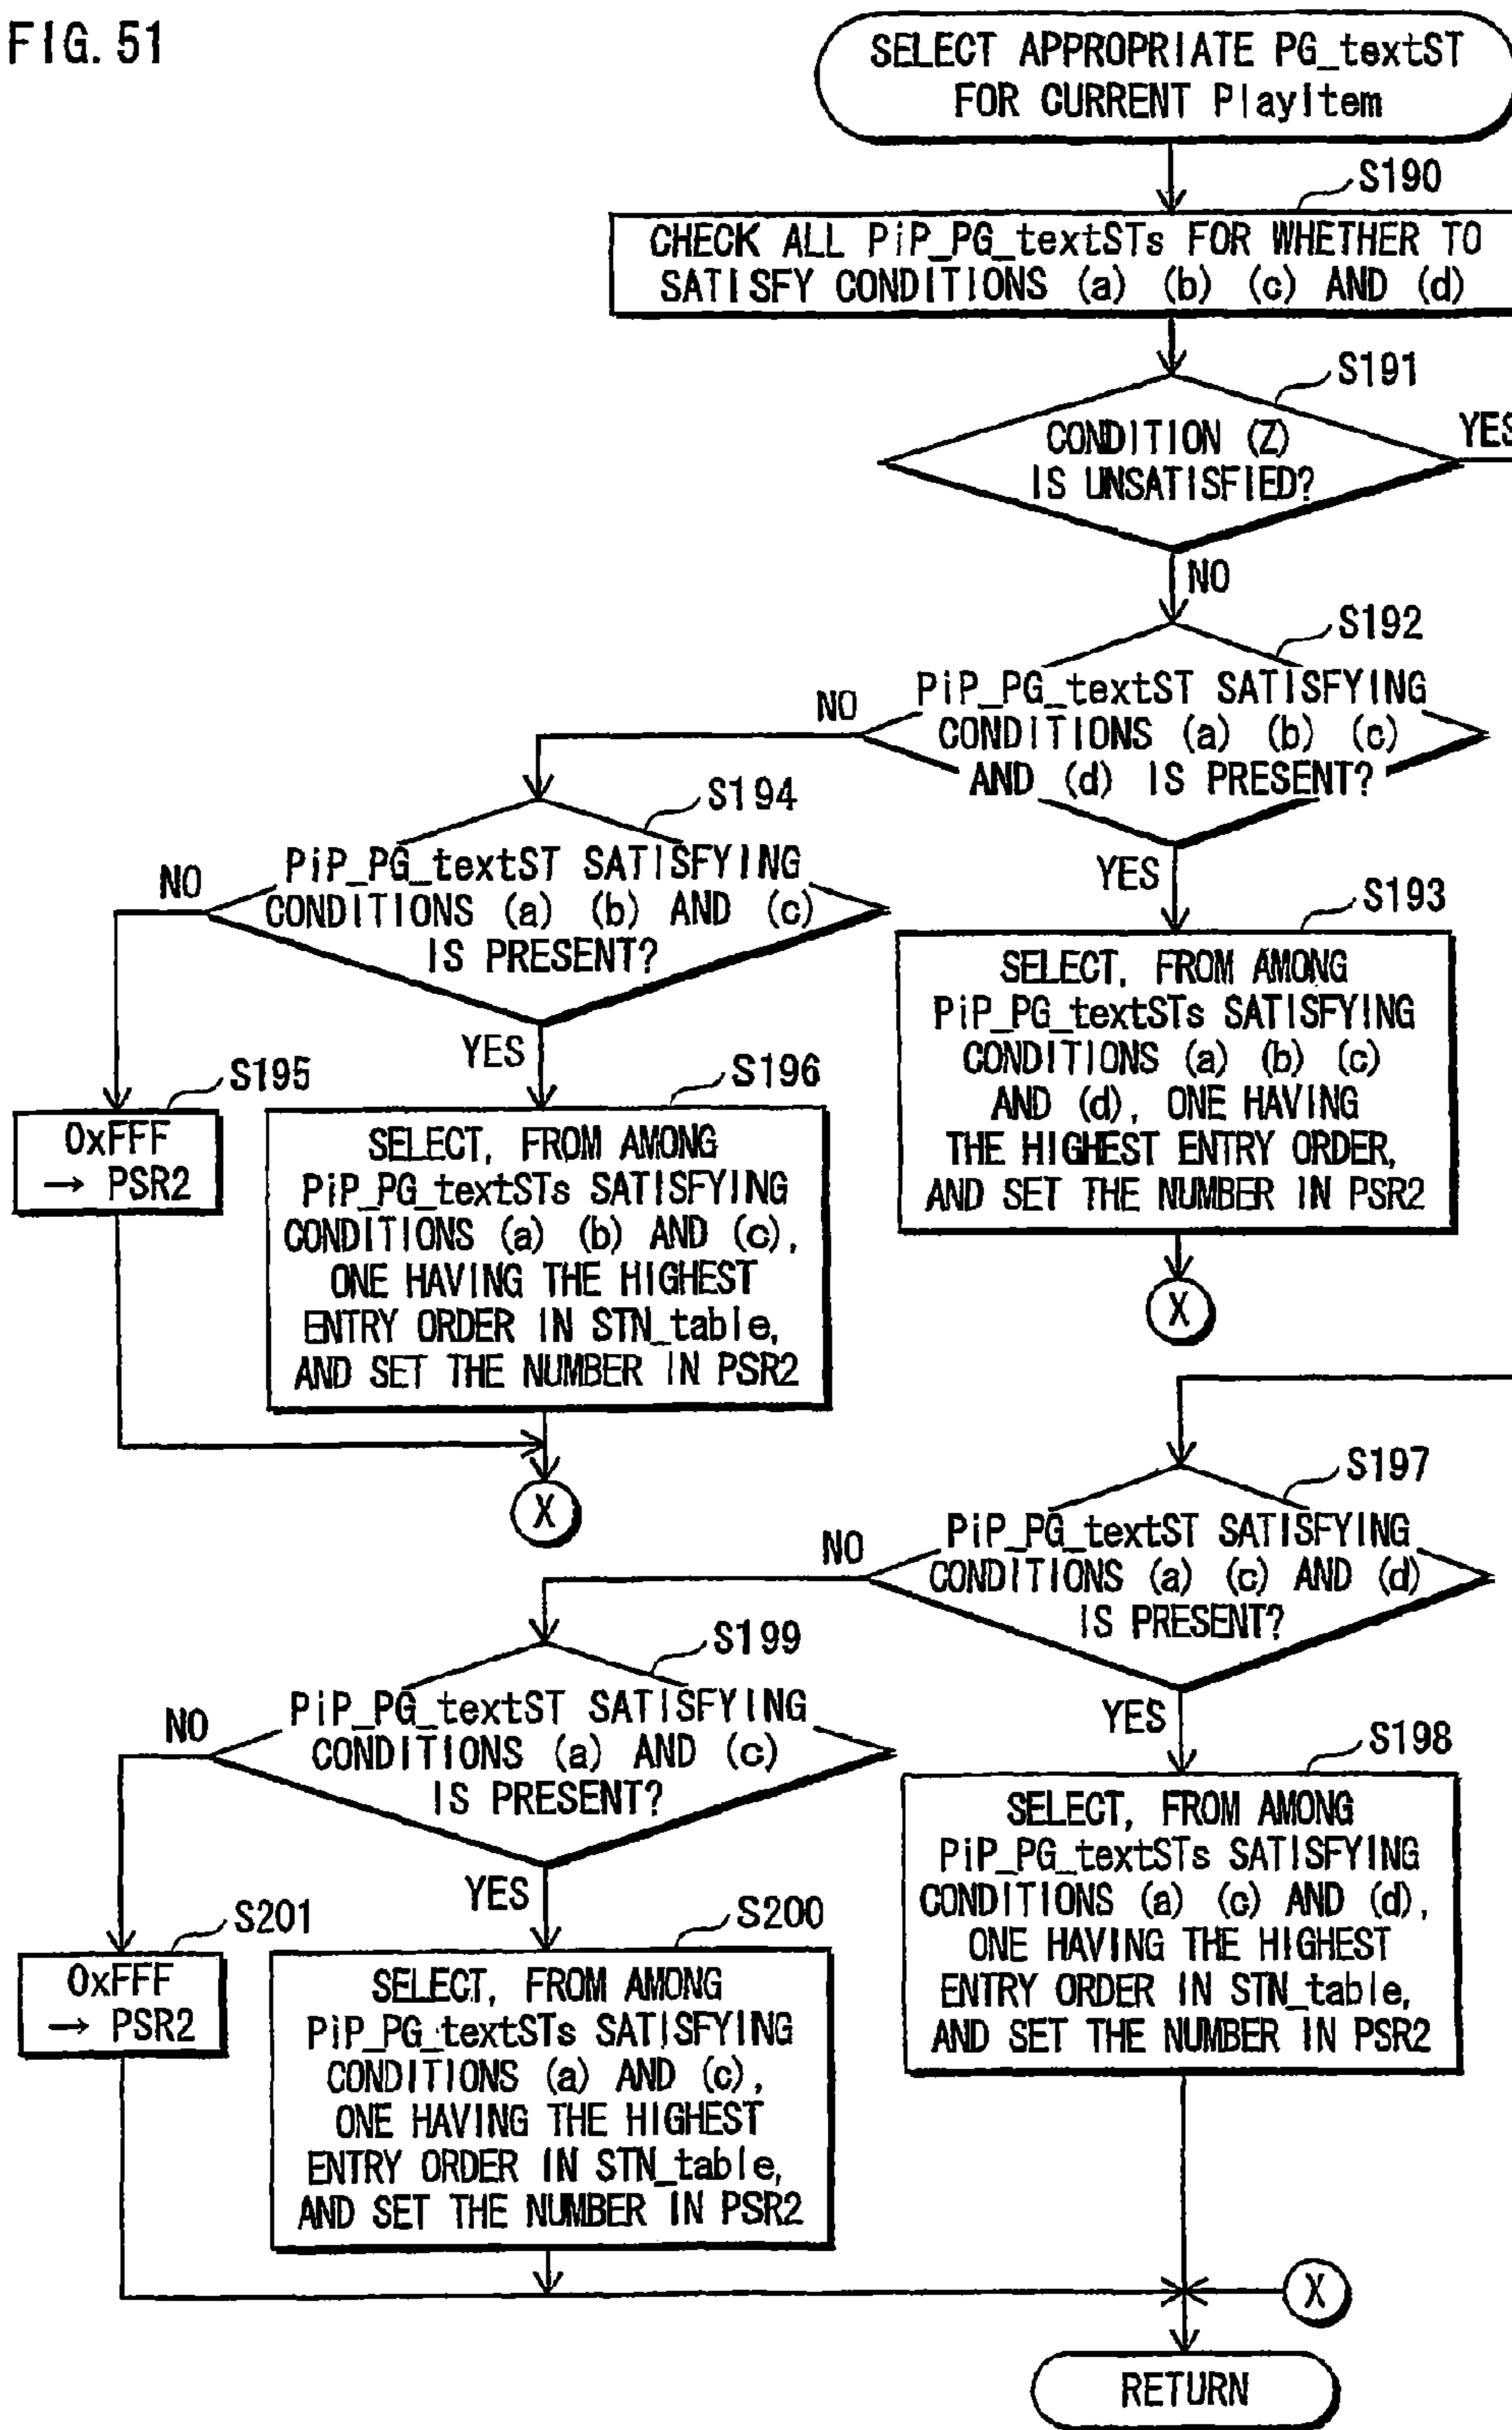 FIG. 51
SELECT APPROPRIATE PG_textST
FOR CURRENT PlayItem
S190
CHECK ALL PiP_PG_textSTs FOR WHETHER TO
SATISFY CONDITIONS (a) (b) (c) AND (d)
S191
CONDITION (Z)
IS UNSATISFIED?
YES
NO
S192
PiP_PG_textST SATISFYING
CONDITIONS (a) (b) (c)
AND (d) IS PRESENT?
NO
YES
S194
PiP_PG_textST SATISFYING
CONDITIONS (a) (b) AND (c)
IS PRESENT?
NO
YES
S193
SELECT, FROM AMONG
PiP_PG_textSTs SATISFYING
CONDITIONS (a) (b) (c)
AND (d), ONE HAVING
THE HIGHEST ENTRY ORDER,
AND SET THE NUMBER IN PSR2
X
S195
0xFFF
→ PSR2
S196
SELECT, FROM AMONG
PiP_PG_textSTs SATISFYING
CONDITIONS (a) (b) AND (c),
ONE HAVING THE HIGHEST
ENTRY ORDER IN STN_table,
AND SET THE NUMBER IN PSR2
X
S197
PiP_PG_textST SATISFYING
CONDITIONS (a) (c) AND (d)
IS PRESENT?
NO
YES
S199
PiP_PG_textST SATISFYING
CONDITIONS (a) AND (c)
IS PRESENT?
NO
YES
S198
SELECT, FROM AMONG
PiP_PG_textSTs SATISFYING
CONDITIONS (a) (c) AND (d),
ONE HAVING THE HIGHEST
ENTRY ORDER IN STN_table,
AND SET THE NUMBER IN PSR2
S201
0xFFF
→ PSR2
S200
SELECT, FROM AMONG
PiP_PG_textSTs SATISFYING
CONDITIONS (a) AND (c),
ONE HAVING THE HIGHEST
ENTRY ORDER IN STN_table,
AND SET THE NUMBER IN PSR2
X
RETURN